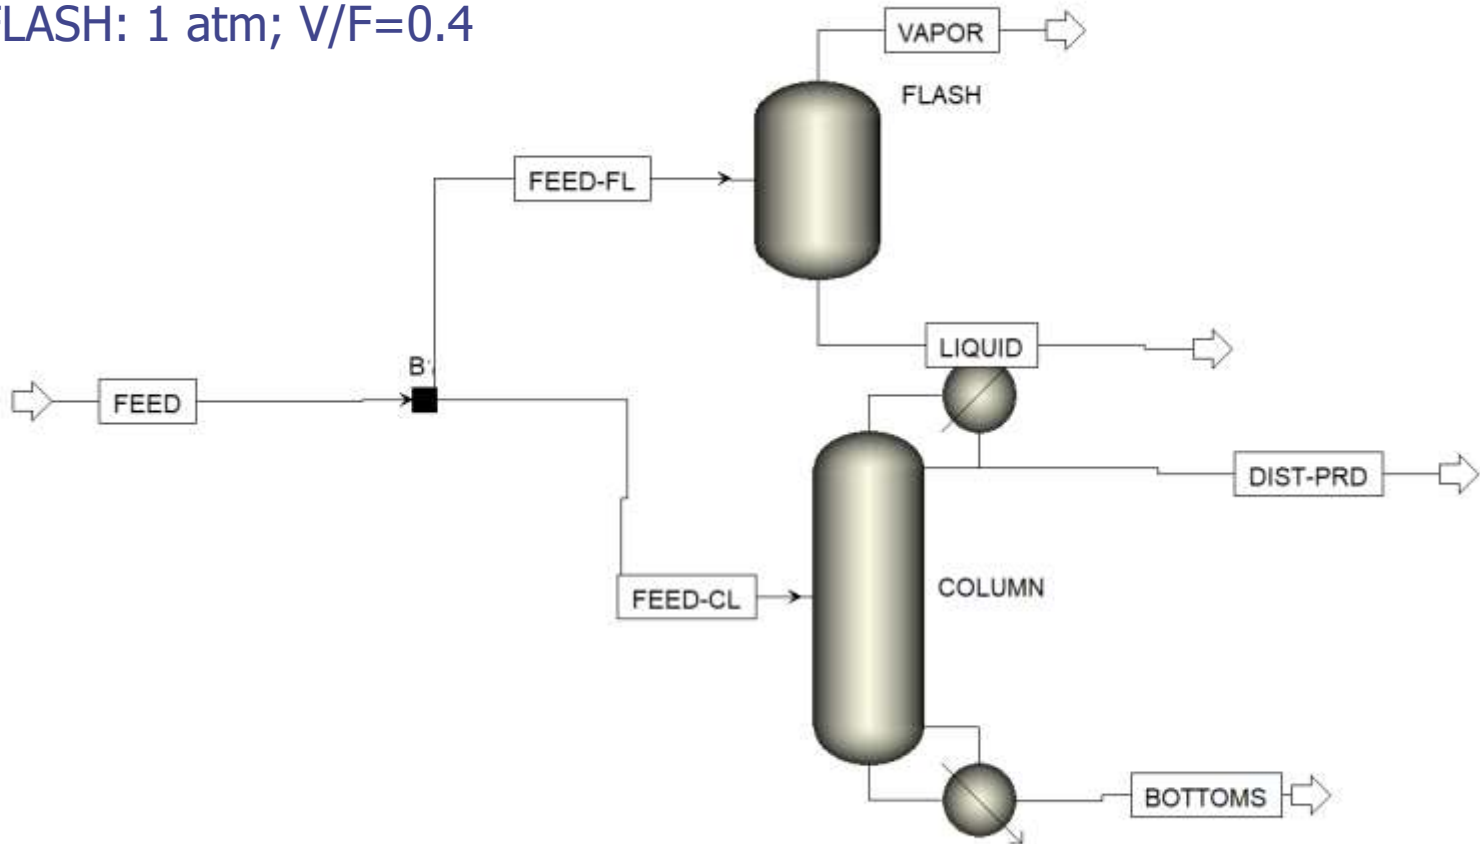 FLASH: 1 atm; V/F=0.4
VAPOR
FLASH
FEED-FL
LIQUID
FEED
DIST-PRD
FEED-CL
COLUMN
BOTTOMS